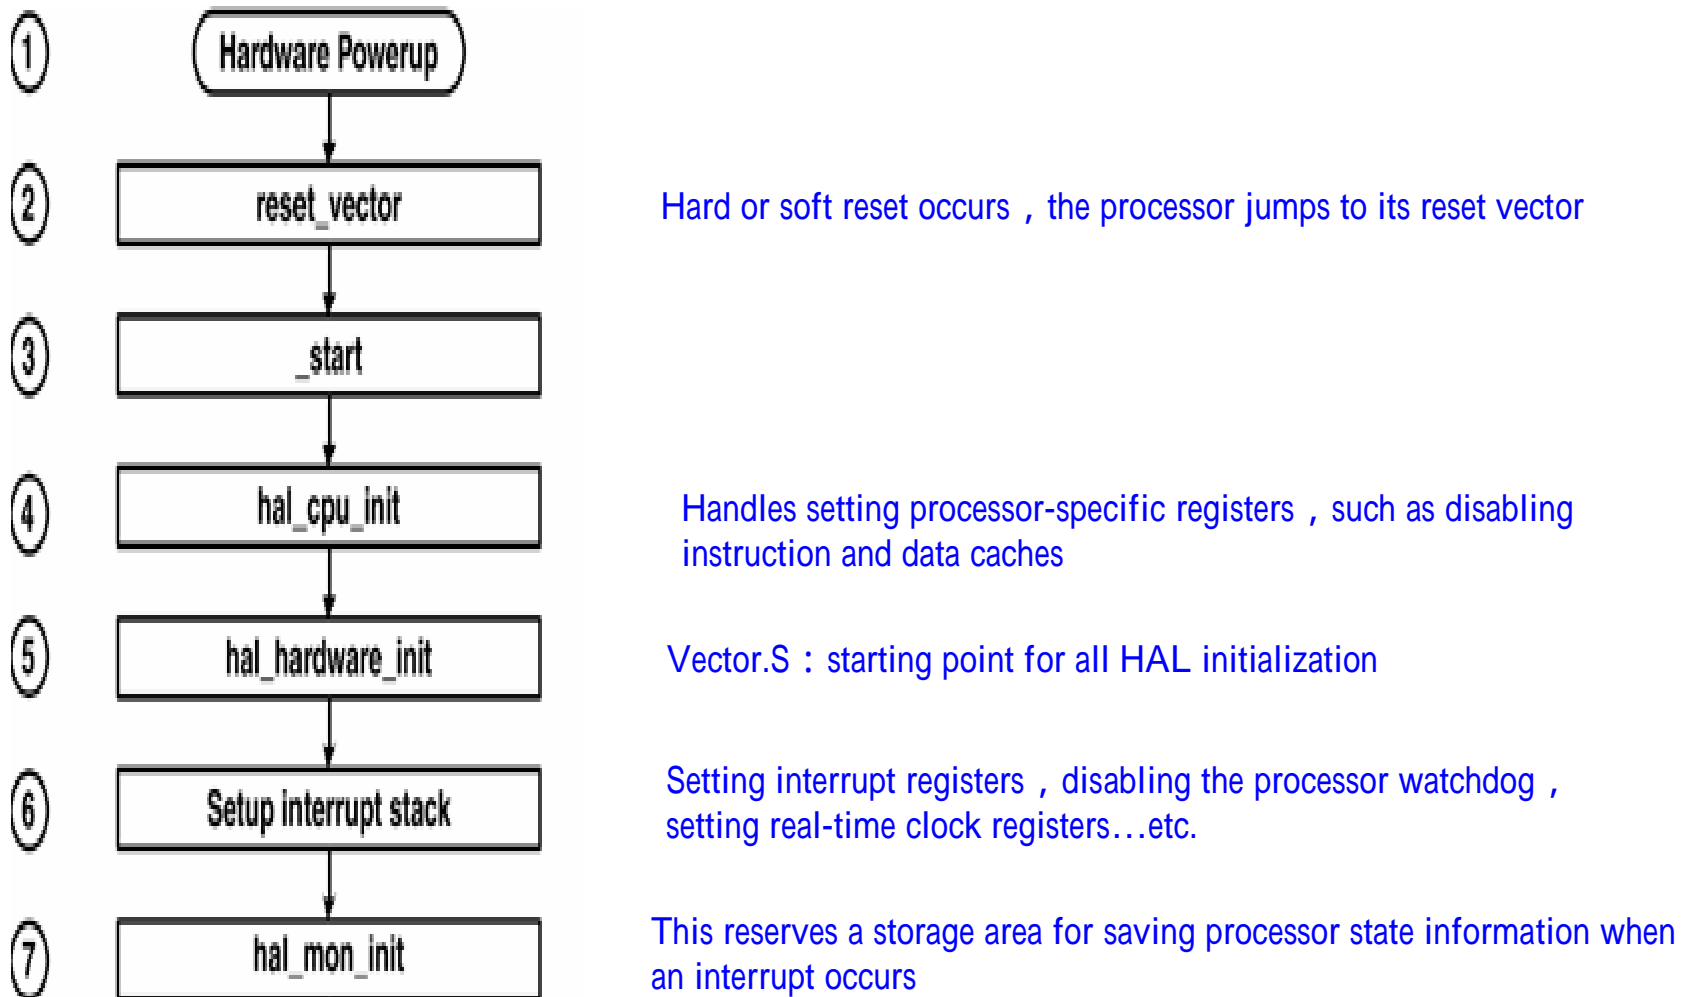 1 Hardware Powerup
2 reset_vector Hard or soft reset occurs , the processor jumps to its reset vector
3 _start
4 hal_cpu_init Handles setting processor-specific registers , such as disabling
instruction and data caches
5 hal_hardware_init Vector.S : starting point for all HAL initialization
6 Setup interrupt stack Setting interrupt registers , disabling the processor watchdog ,
setting real-time clock registers...etc.
7 hal_mon_init This reserves a storage area for saving processor state information when
an interrupt occurs